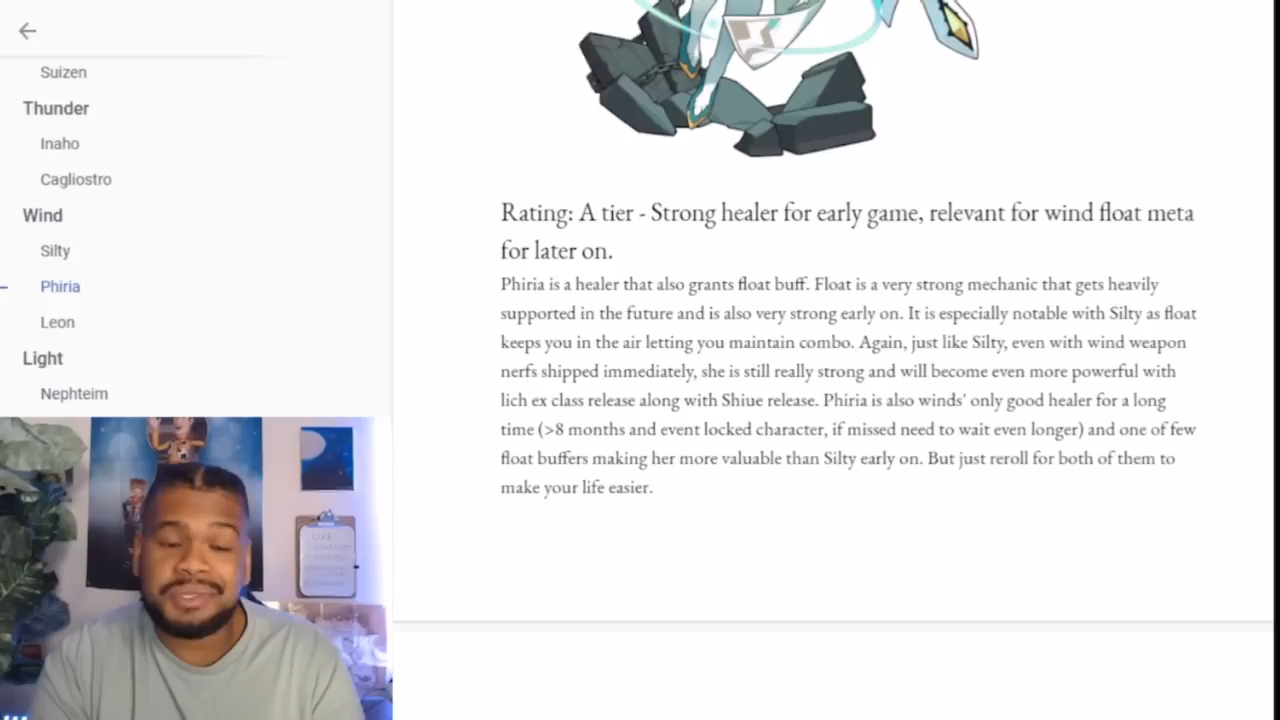 Suizen
Thunder
Inaho
Cagliostro
Wind
Silty
Phiria
Leon
Light
Nephteim
Rating: A tier - Strong healer for early game, relevant for wind float meta
for later on.
Phiria is a healer that also grants float buff. Float is a very strong mechanic that gets heavily
supported in the future and is also very strong early on. It is especially notable with Silty as float
keeps you in the air letting you maintain combo. Again, just like Silty, even with wind weapon
nerfs shipped immediately, she is still really strong and will become even more powerful with
lich ex class release along with Shiue release. Phiria is also winds' only good healer for a long
time (>8 months and event locked character, if missed need to wait even longer) and one of few
float buffers making her more valuable than Silty early on. But just reroll for both of them to
make your life easier.
LIKE